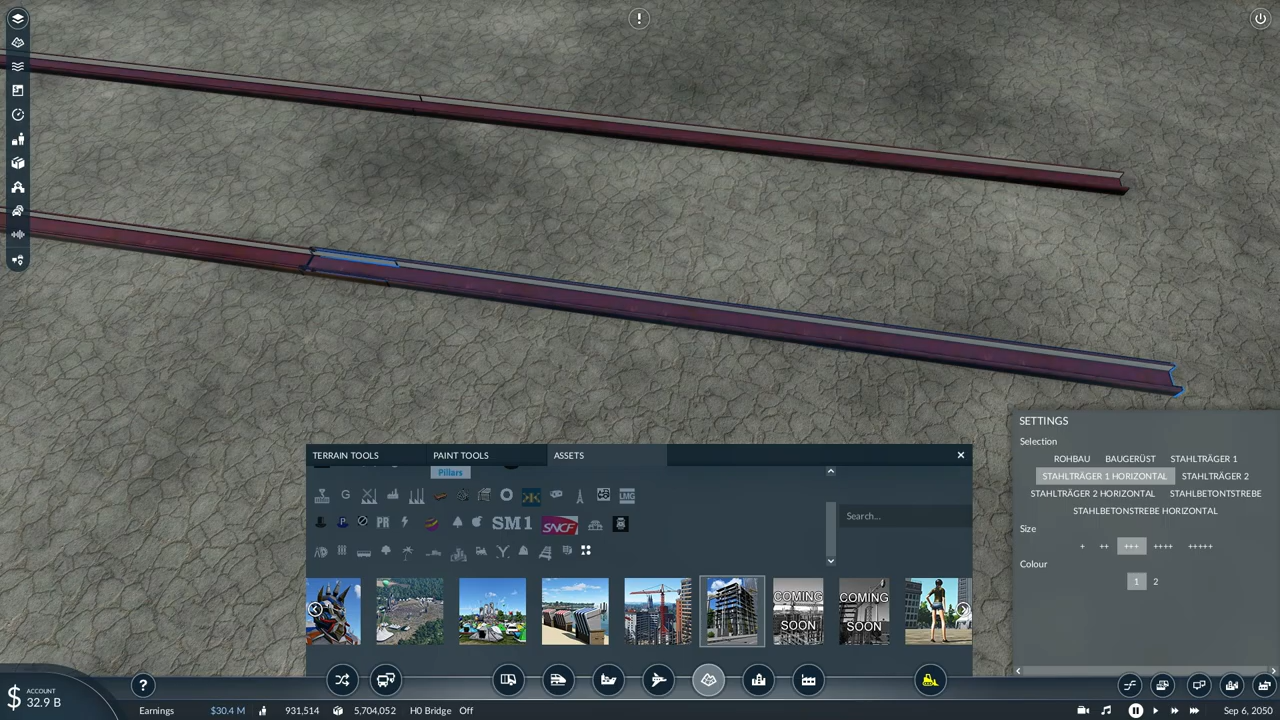 !
SETTINGS
Selection
ROHBAU BAUGERÜST STAHLTRÄGER 1
STAHLTRÄGER 1 HORIZONTAL STAHLTRÄGER 2
STAHLTRÄGER 2 HORIZONTAL STAHLBETONSTREBE
STAHLBETONSTREBE HORIZONTAL
Size
+ ++ +++ ++++ +++++
Colour
1 2
TERRAIN TOOLS PAINT TOOLS ASSETS
Pillars
G LMG
P PR SM1 SNCF
Search...
COMING SOON COMING SOON
?
$ ACCOUNT
32.9 B
Earnings $30.4 M 931,514 5,704,052 H0 Bridge Off Sep 6, 2050